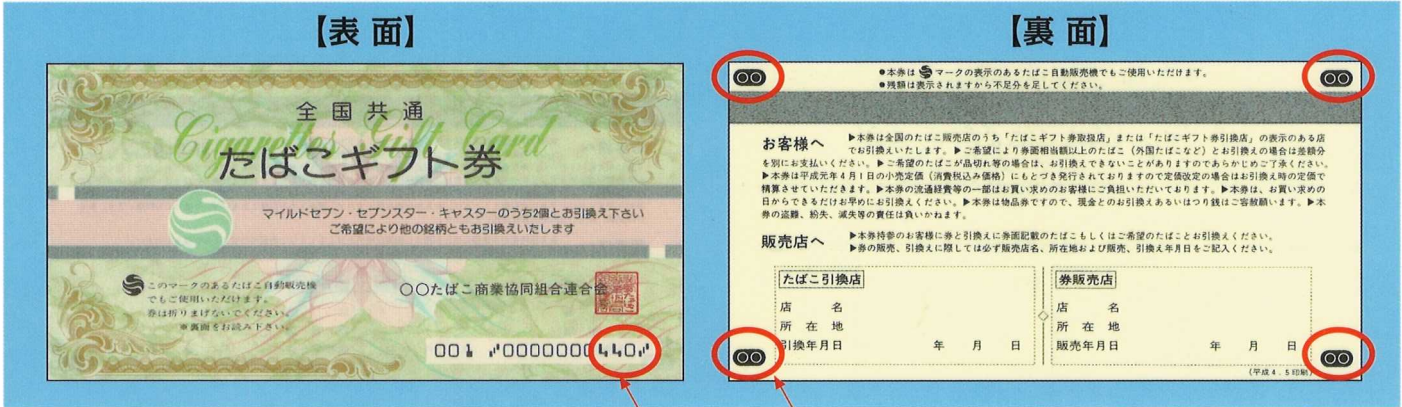 【表 面】
全 国 共 通
Cigarettes Gift Card
たばこギフト券
マイルドセブン・セブンスター・キャスターのうち2個とお引換え下さい
ご希望により他の銘柄ともお引換えいたします
このマークのあるたばこ自動販売機
でもご使用いただけます。
券は折りまげないでください。
※裏面をお読み下さい。
○○たばこ商業協同組合連合会
001 0000000440
【裏 面】
●本券は マークの表示のあるたばこ自動販売機でもご使用いただけます。
●残額は表示されますから不足分を足してください。
お客様へ ▶本券は全国のたばこ販売店のうち「たばこギフト券取扱店」または「たばこギフト券引換店」の表示のある店
でお引換えいたします。▶ご希望により券面相当額以上のたばこ(外国たばこなど)とお引換えの場合は差額分
を別にお支払いください。▶ご希望のたばこが品切れ等の場合は、お引換えできないことがありますのであらかじめご了承ください。
▶本券は平成元年4月1日の小売定価(消費税込み価格)にもとづき発行されておりますので定価改定の場合はお引換え時の定価で
精算させていただきます。▶本券の流通経費等の一部はお買い求めのお客様にご負担いただいております。▶本券は、お買い求めの
日からできるだけお早めにお引換えください。▶本券は物品券ですので、現金とのお引換えあるいはつり銭はご容赦願います。▶本
券の盗難、紛失、滅失等の責任は負いかねます。
販売店へ ▶本券持参のお客様に券と引換えに券面記載のたばこもしくはご希望のたばことお引換えください。
▶券の販売、引換えに際しては必ず販売店名、所在地および販売、引換え年月日をご記入ください。
たばこ引換店
店 名
所 在 地
引換年月日 年 月 日
券販売店
店 名
所 在 地
販売年月日 年 月 日
(平成4.5印刷)